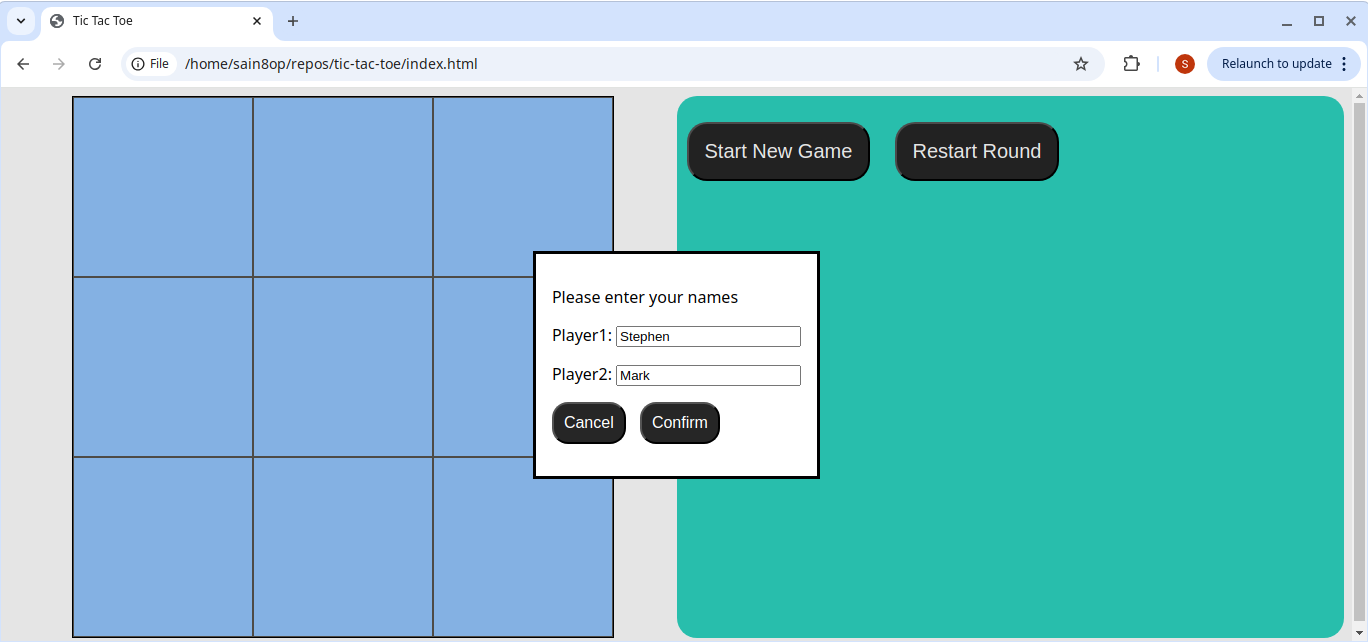 Tic Tac Toe
File /home/sain8op/repos/tic-tac-toe/index.html S Relaunch to update
Start New Game Restart Round
Please enter your names
Player1: Stephen
Player2: Mark
Cancel Confirm